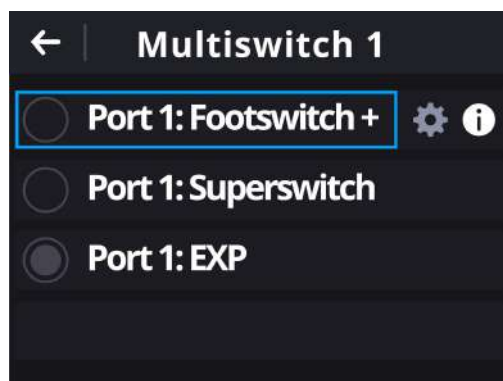 Multiswitch 1
Port 1: Footswitch +
Port 1: Superswitch
Port 1: EXP